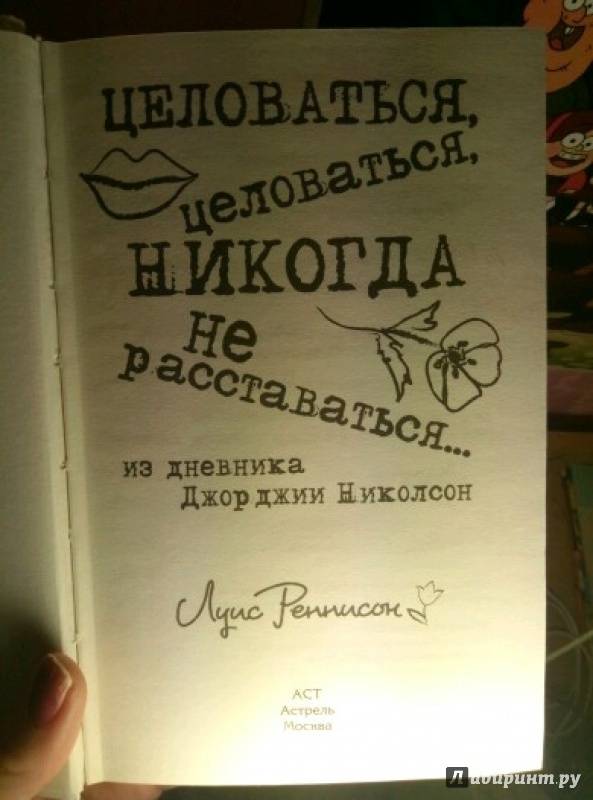 ЦЕЛОВАТЬСЯ,
целоваться,
НИКОГДА
не
расставаться...
из дневника
Джорджии Николсон
Луис Реннисон
АСТ
Астрель
Москва
Лабиринт.ру